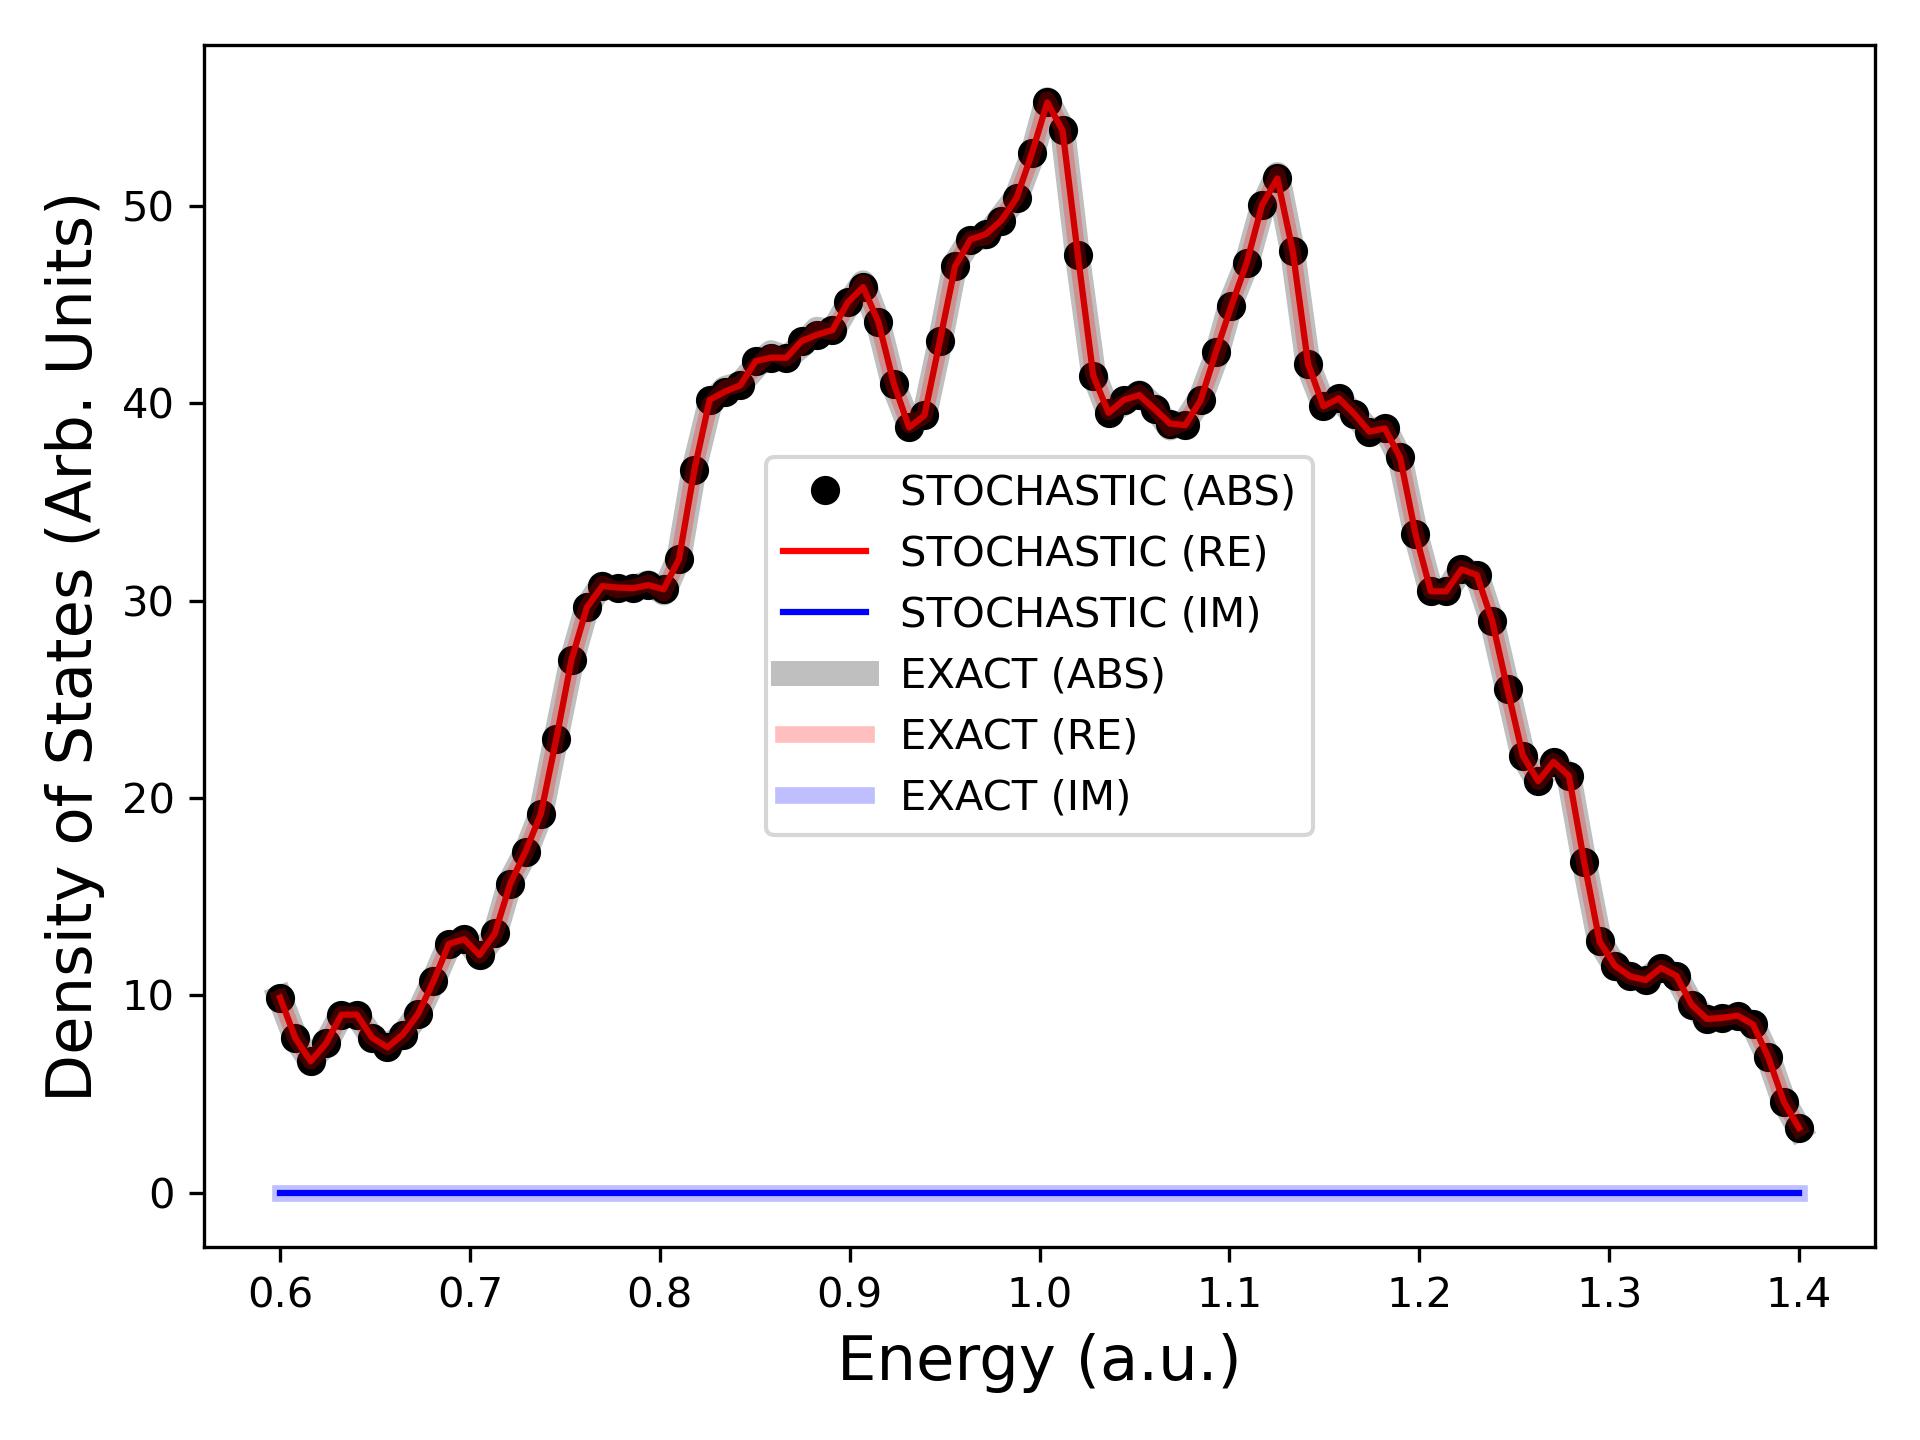 Density of States (Arb. Units)
50
40
30
20
10
0
STOCHASTIC (ABS)
STOCHASTIC (RE)
STOCHASTIC (IM)
EXACT (ABS)
EXACT (RE)
EXACT (IM)
0.6 0.7 0.8 0.9 1.0 1.1 1.2 1.3 1.4
Energy (a.u.)